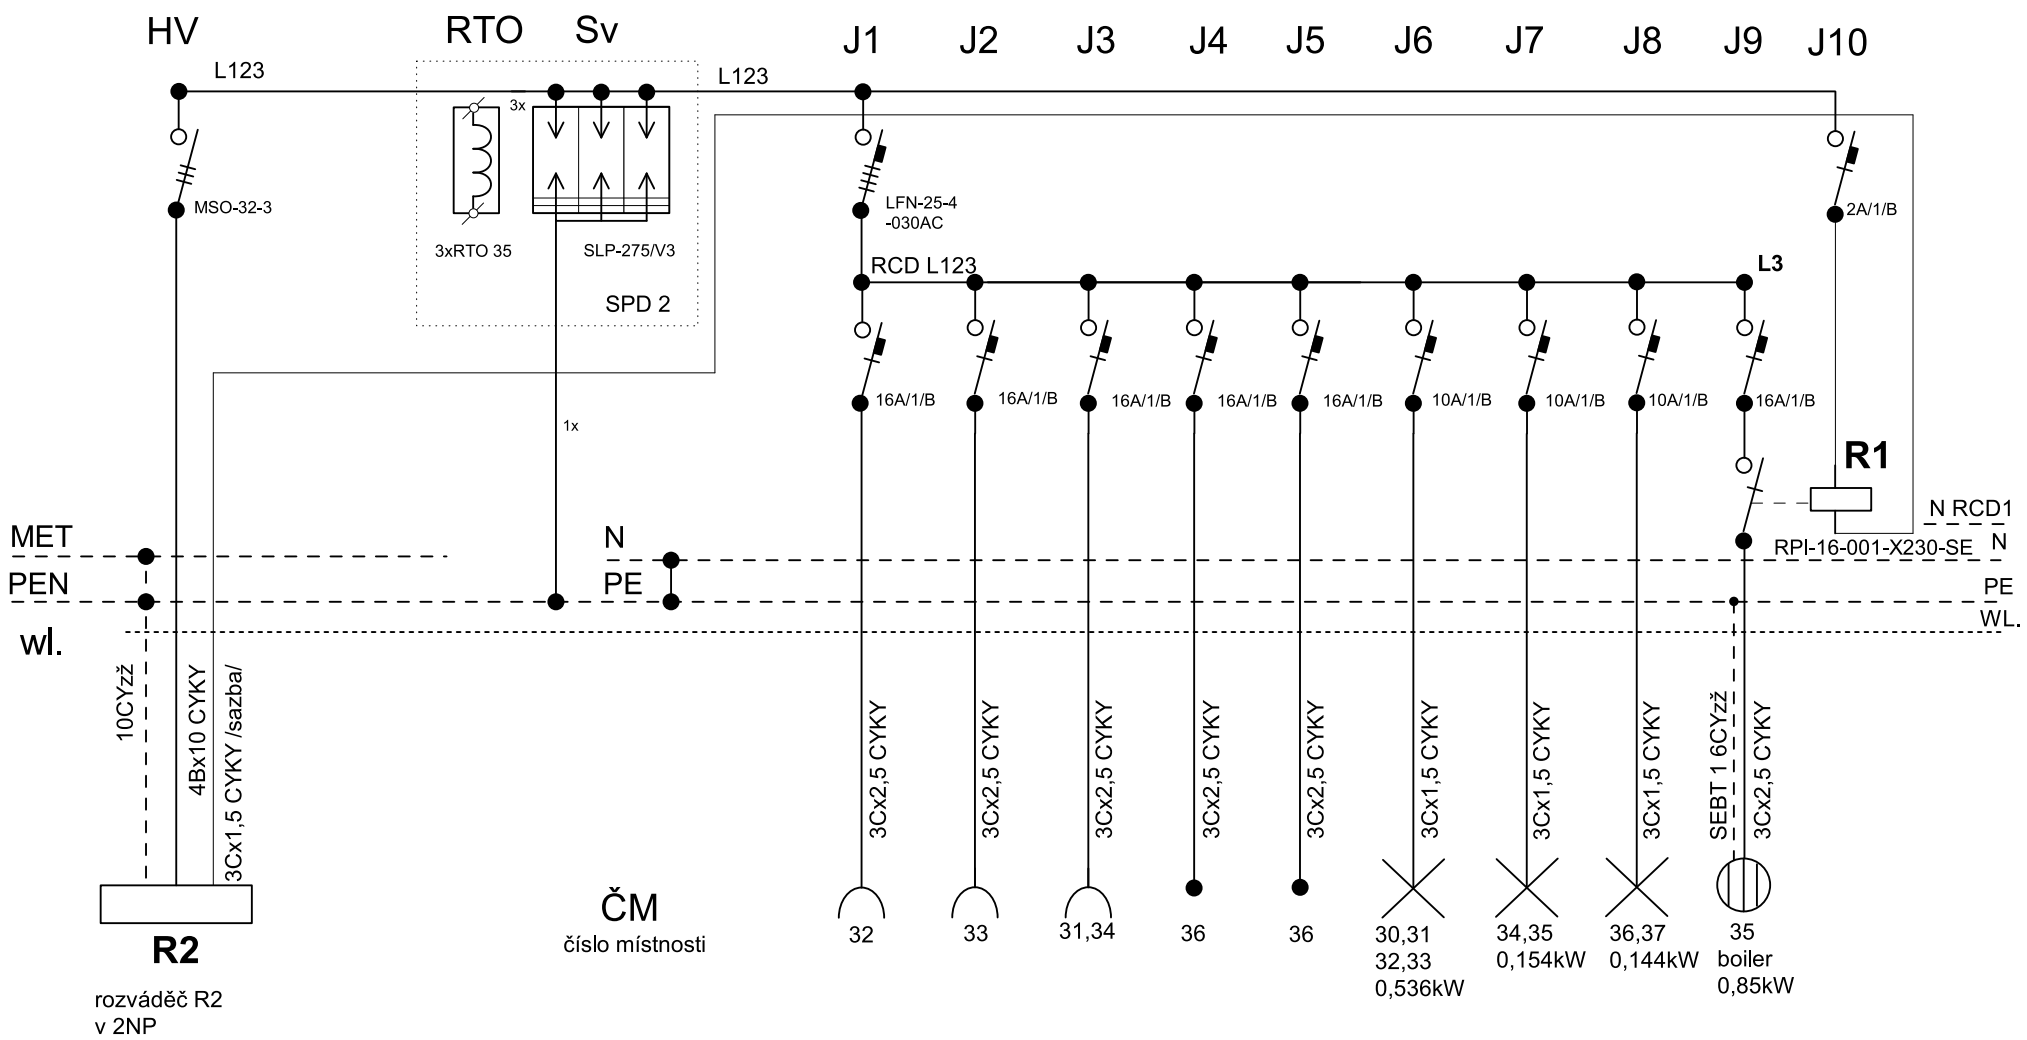 HV RTO Sv J1 J2 J3 J4 J5 J6 J7 J8 J9 J10
L123 L123
3x
MSO-32-3
3xRTO 35 SLP-275/V3
SPD 2
LFN-25-4
-030AC
2A/1/B
RCD L123
L3
16A/1/B 16A/1/B 16A/1/B 16A/1/B 16A/1/B 10A/1/B 10A/1/B 10A/1/B 16A/1/B
1x
R1
N RCD1
RPI-16-001-X230-SE
MET N N
PEN PE PE
wl. WL.
10CYzž
4Bx10 CYKY
3Cx1,5 CYKY /sazba/
3Cx2,5 CYKY
3Cx2,5 CYKY
3Cx2,5 CYKY
3Cx2,5 CYKY
3Cx2,5 CYKY
3Cx1,5 CYKY
3Cx1,5 CYKY
3Cx1,5 CYKY
SEBT 1 6CYzž
3Cx2,5 CYKY
R2
rozváděč R2
v 2NP
ČM
číslo místnosti
32
33
31,34
36
36
30,31
32,33
0,536kW
34,35
0,154kW
36,37
0,144kW
35
boiler
0,85kW